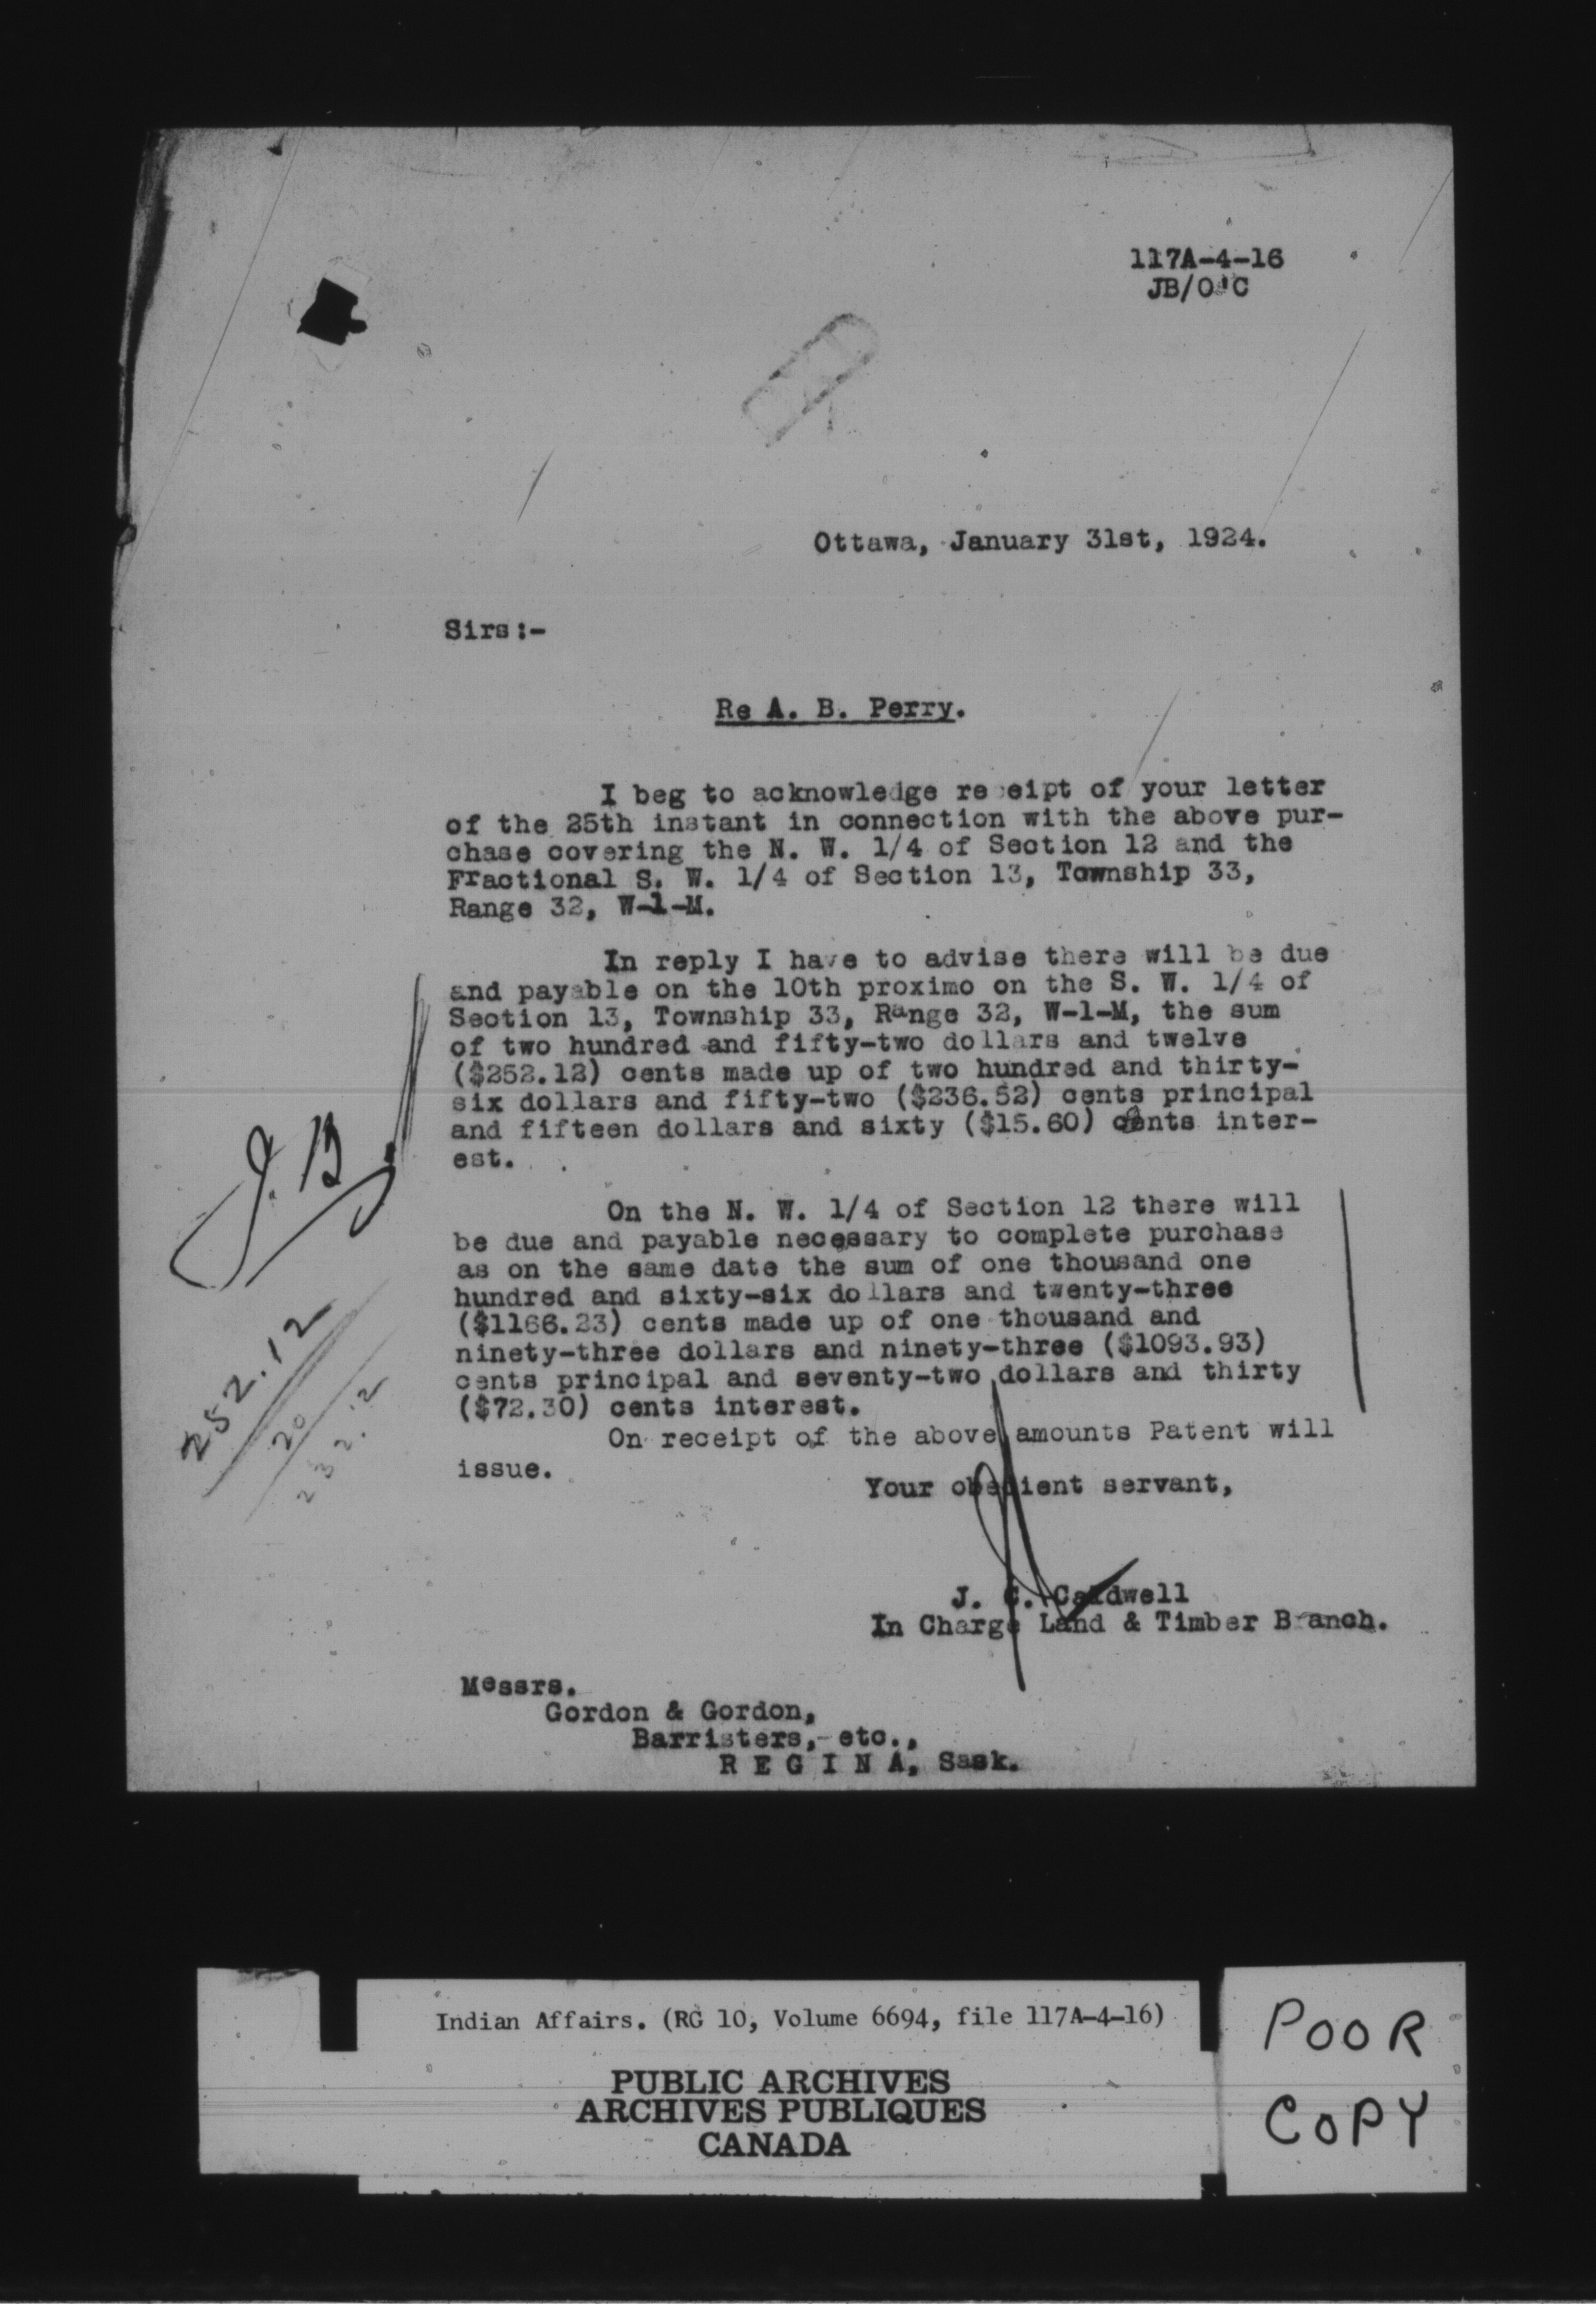 117A-4-16
JB/O'C
Ottawa, January 31st, 1924.
Sirs:-
Re A. B. Perry.
I beg to acknowledge receipt of your letter
of the 25th instant in connection with the above pur-
chase covering the N. W. 1/4 of Section 12 and the
Fractional S. W. 1/4 of Section 13, Township 33,
Range 32, W-1-M.
In reply I have to advise there will be due
and payable on the 10th proximo on the S. W. 1/4 of
Section 13, Township 33, Range 32, W-1-M, the sum
of two hundred and fifty-two dollars and twelve
($252.12) cents made up of two hundred and thirty-
six dollars and fifty-two ($236.52) cents principal
and fifteen dollars and sixty ($15.60) cents inter-
est.
J. B.
On the N. W. 1/4 of Section 12 there will
be due and payable necessary to complete purchase
as on the same date the sum of one thousand one
hundred and sixty-six dollars and twenty-three
($1166.23) cents made up of one thousand and
ninety-three dollars and ninety-three ($1093.93)
cents principal and seventy-two dollars and thirty
($72.30) cents interest.
252.12
20
232.12
On receipt of the above amounts Patent will
issue.
Your obedient servant,
J. C. Caldwell
In Charge Land & Timber Branch.
Messrs.
Gordon & Gordon,
Barristers, etc.,
R E G I N A, Sask.
Indian Affairs. (RG 10, Volume 6694, file 117A-4-16)
PUBLIC ARCHIVES
ARCHIVES PUBLIQUES
CANADA
POOR
COPY